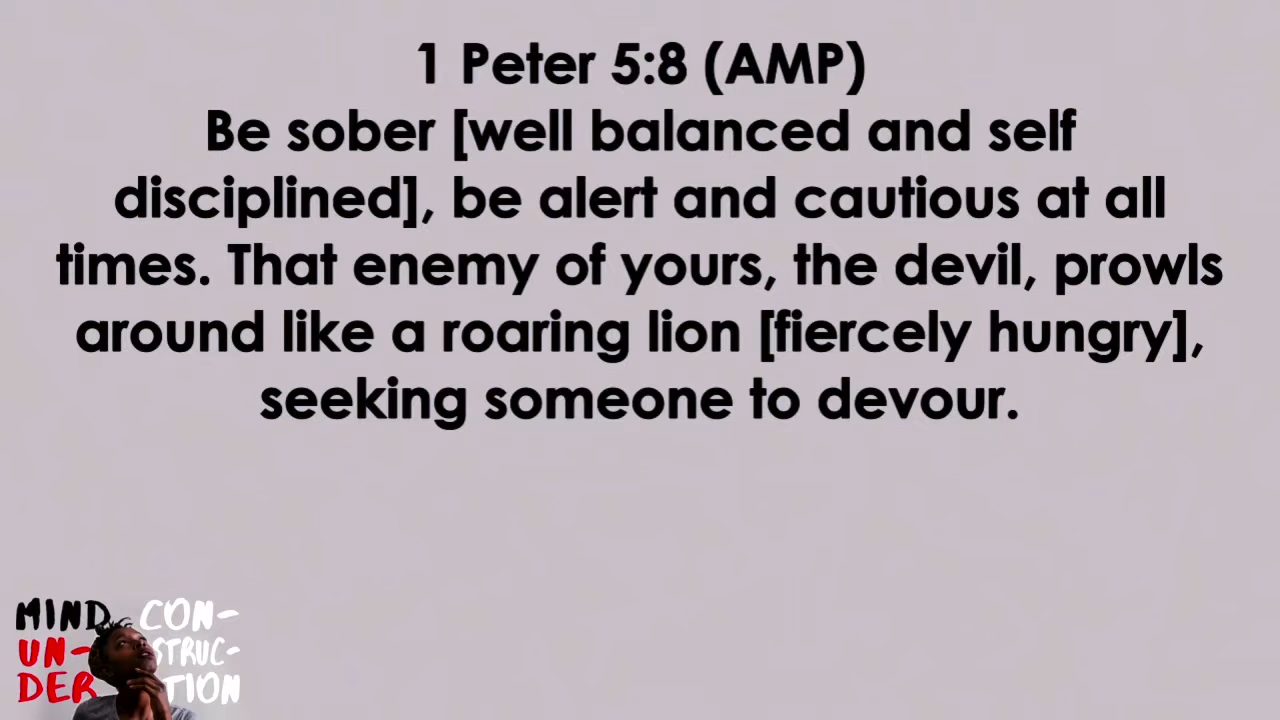 1 Peter 5:8 (AMP)
Be sober [well balanced and self
disciplined], be alert and cautious at all
times. That enemy of yours, the devil, prowls
around like a roaring lion [fiercely hungry],
seeking someone to devour.
MIND CON-
UN- STRUC-
DER TION